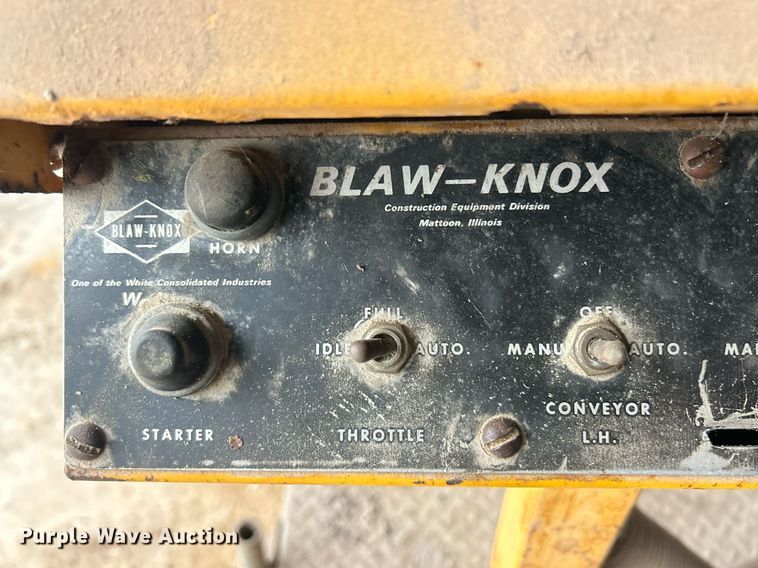 BLAW-KNOX
Construction Equipment Division
Mattoon, Illinois
BLAW-KNOX
HORN
One of the White Consolidated Industries
W
FULL
IDLE AUTO.
OFF
MANU AUTO.
MA
STARTER
THROTTLE
CONVEYOR
L.H.
Purple Wave Auction